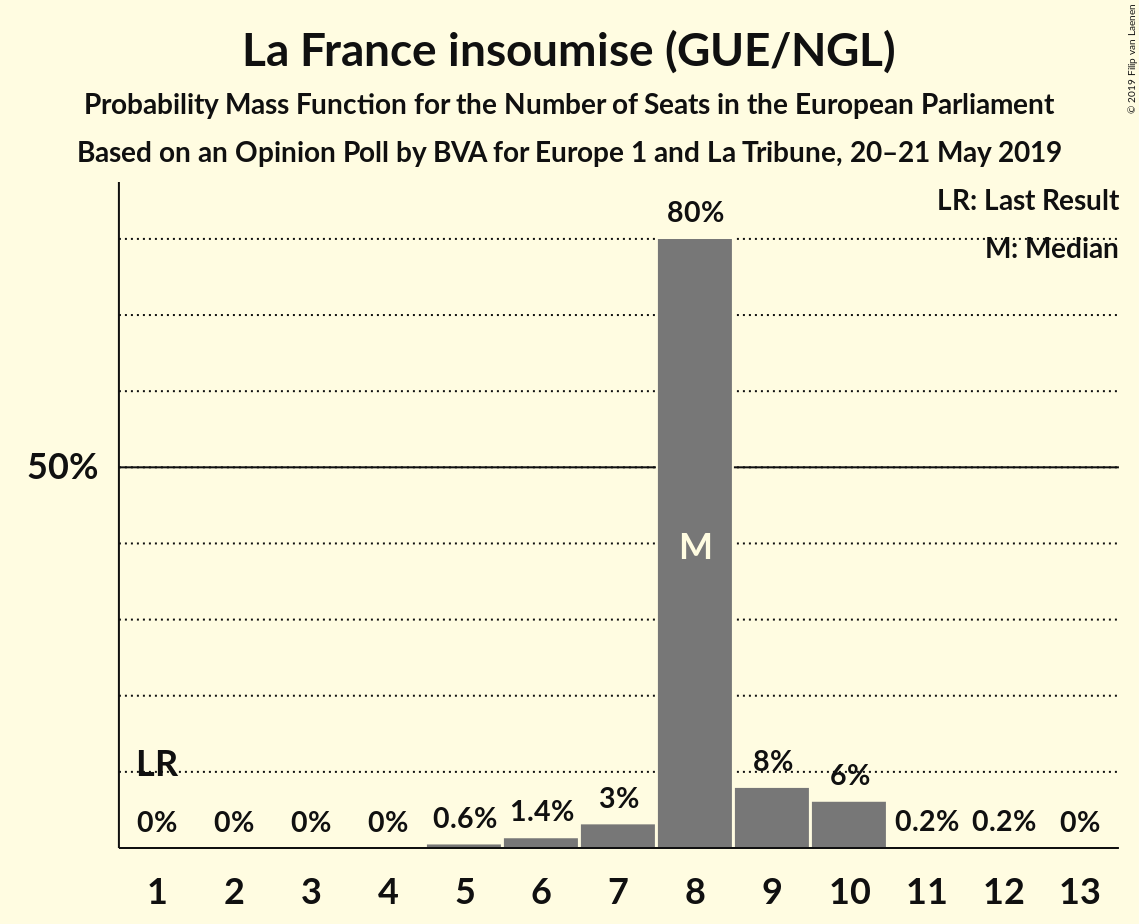 La France insoumise (GUE/NGL)
Probability Mass Function for the Number of Seats in the European Parliament
Based on an Opinion Poll by BVA for Europe 1 and La Tribune, 20–21 May 2019
© 2019 Filip van Laenen
LR: Last Result
M: Median
80%
50%
M
LR
0% 0% 0% 0% 0.6% 1.4% 3% 8% 6% 0.2% 0.2% 0%
1 2 3 4 5 6 7 8 9 10 11 12 13